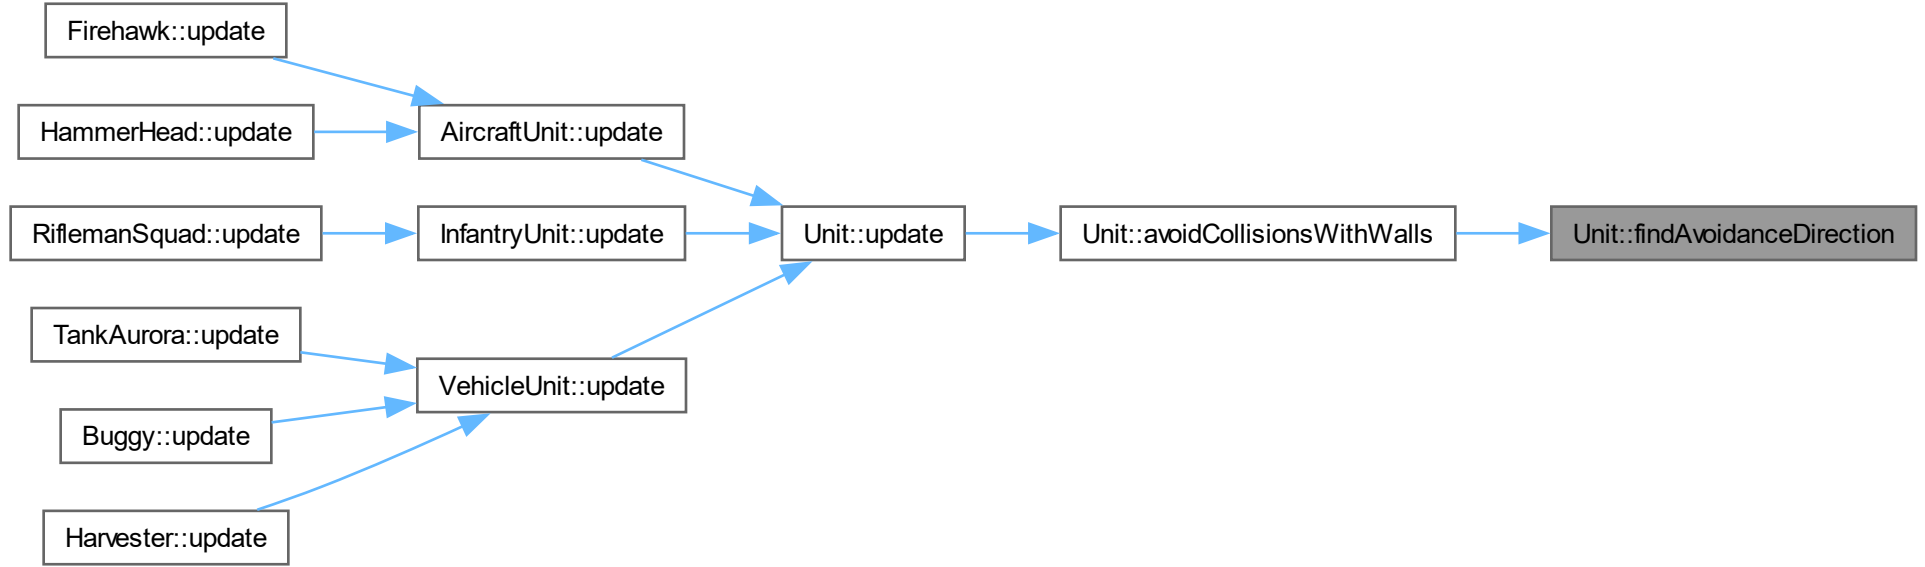 Firehawk::update
HammerHead::update
AircraftUnit::update
RiflemanSquad::update
InfantryUnit::update
Unit::update
Unit::avoidCollisionsWithWalls
Unit::findAvoidanceDirection
TankAurora::update
VehicleUnit::update
Buggy::update
Harvester::update